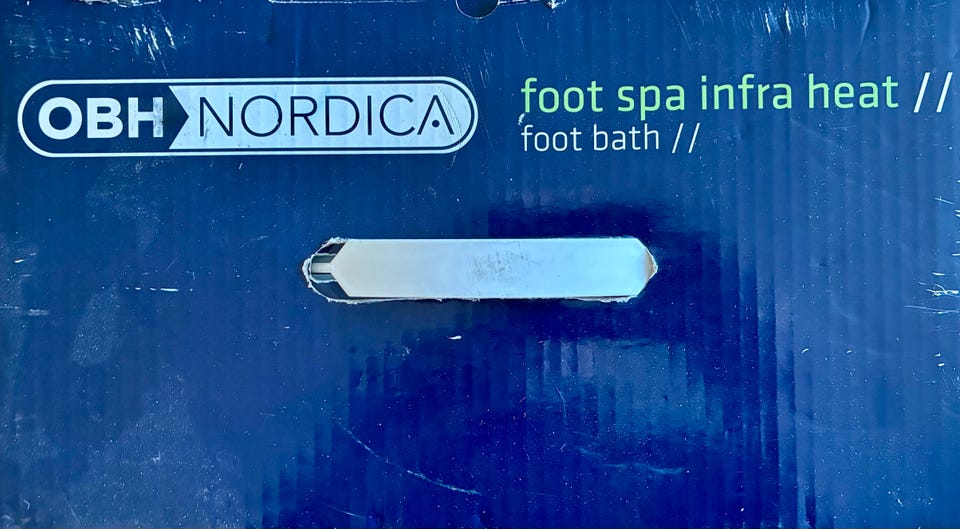 OBH NORDICA
foot spa infra heat //
foot bath //